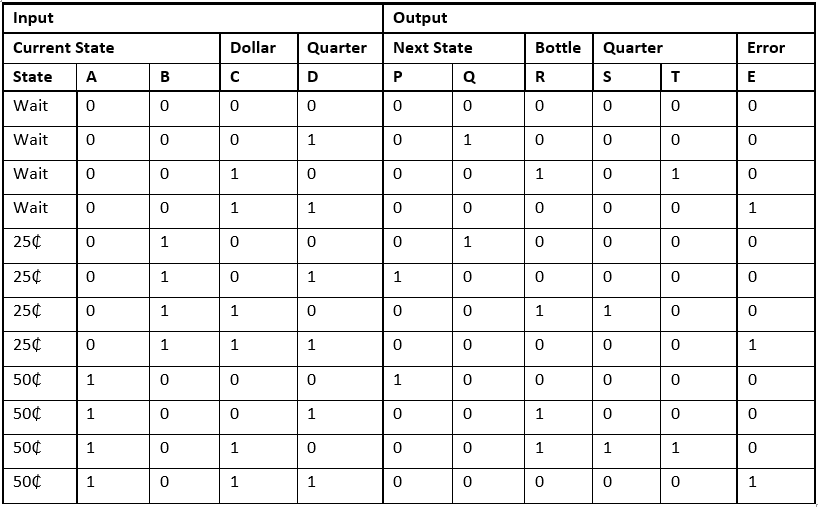 Input Output
Current State Dollar Quarter Next State Bottle Quarter Error
State A B C D P Q R S T E
Wait 0 0 0 0 0 0 0 0 0 0
Wait 0 0 0 1 0 1 0 0 0 0
Wait 0 0 1 0 0 0 1 0 1 0
Wait 0 0 1 1 0 0 0 0 0 1
25₵ 0 1 0 0 0 1 0 0 0 0
25₵ 0 1 0 1 1 0 0 0 0 0
25₵ 0 1 1 0 0 0 1 1 0 0
25₵ 0 1 1 1 0 0 0 0 0 1
50₵ 1 0 0 0 1 0 0 0 0 0
50₵ 1 0 0 1 0 0 1 0 0 0
50₵ 1 0 1 0 0 0 1 1 1 0
50₵ 1 0 1 1 0 0 0 0 0 1